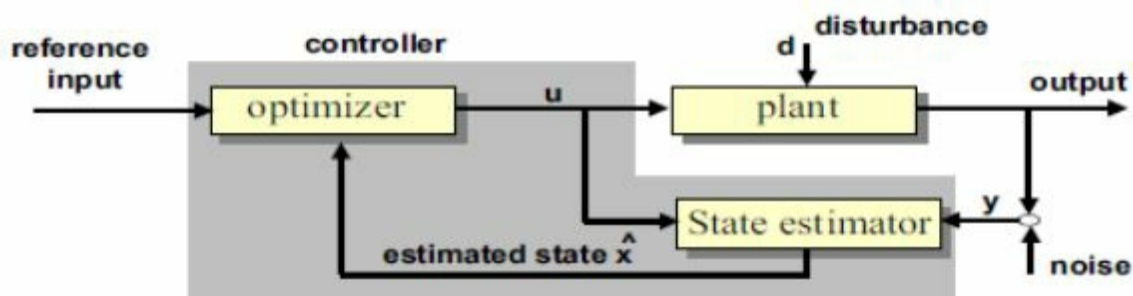 disturbance
controller
d
reference
input
output
optimizer
u
plant
y
State estimator
estimated state x̂
noise